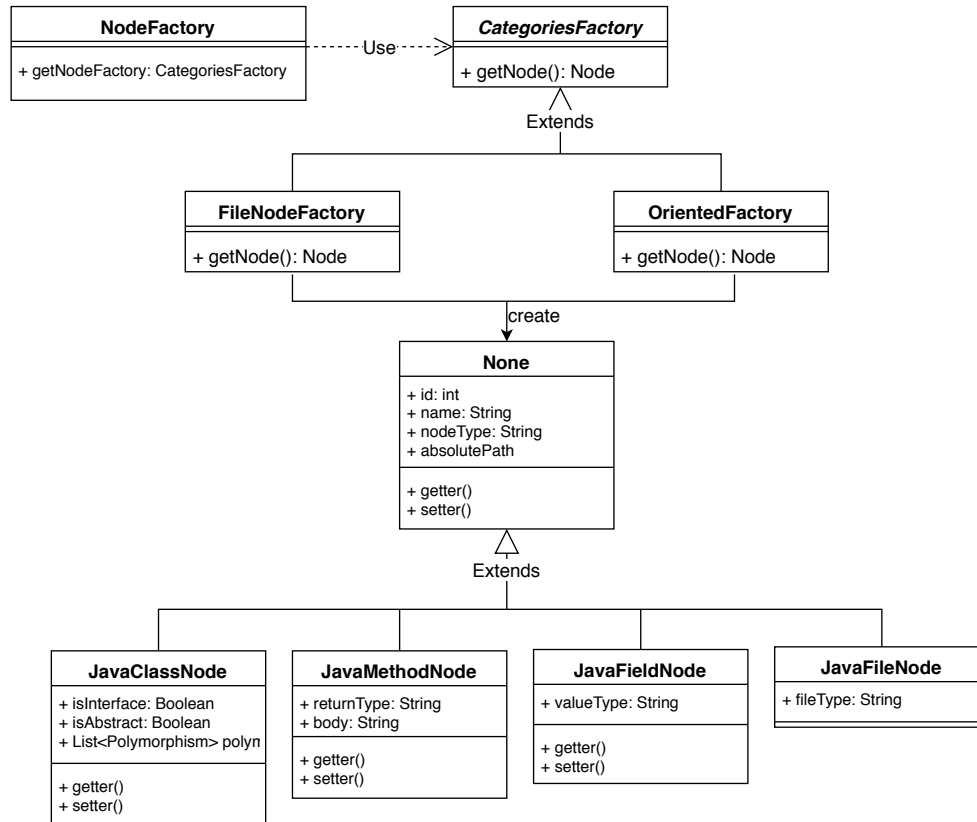 NodeFactory
+ getNodeFactory: CategoriesFactory
Use
CategoriesFactory
+ getNode(): Node
Extends
FileNodeFactory
+ getNode(): Node
OrientedFactory
+ getNode(): Node
create
None
+ id: int
+ name: String
+ nodeType: String
+ absolutePath
+ getter()
+ setter()
Extends
JavaClassNode
+ isInterface: Boolean
+ isAbstract: Boolean
+ List<Polymorphism> polyn
+ getter()
+ setter()
JavaMethodNode
+ returnType: String
+ body: String
+ getter()
+ setter()
JavaFieldNode
+ valueType: String
+ getter()
+ setter()
JavaFileNode
+ fileType: String